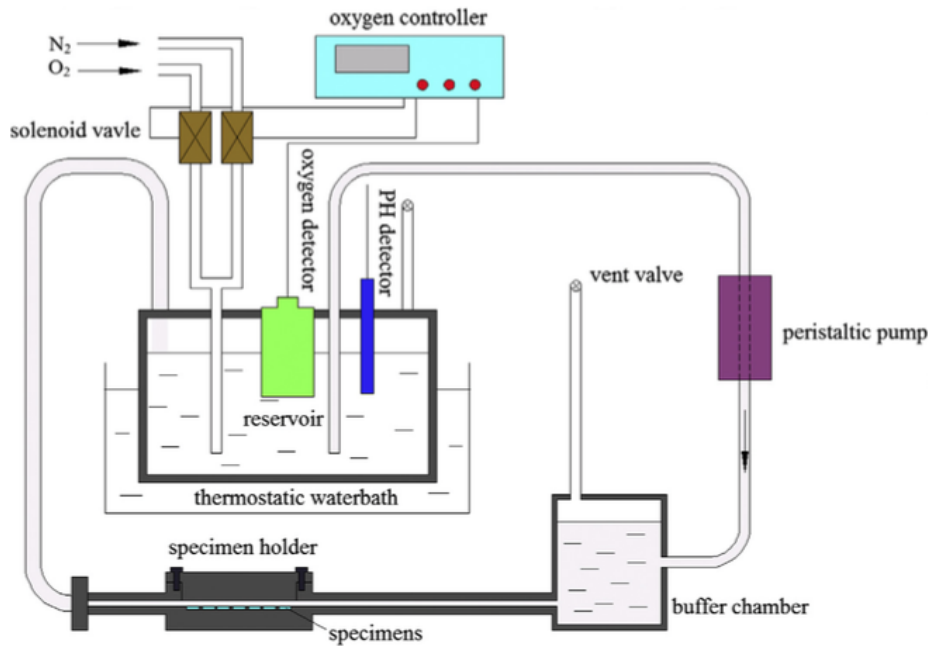 oxygen controller
N₂
O₂
solenoid vavle
oxygen detector
PH detector
vent valve
peristaltic pump
reservoir
thermostatic waterbath
specimen holder
buffer chamber
specimens